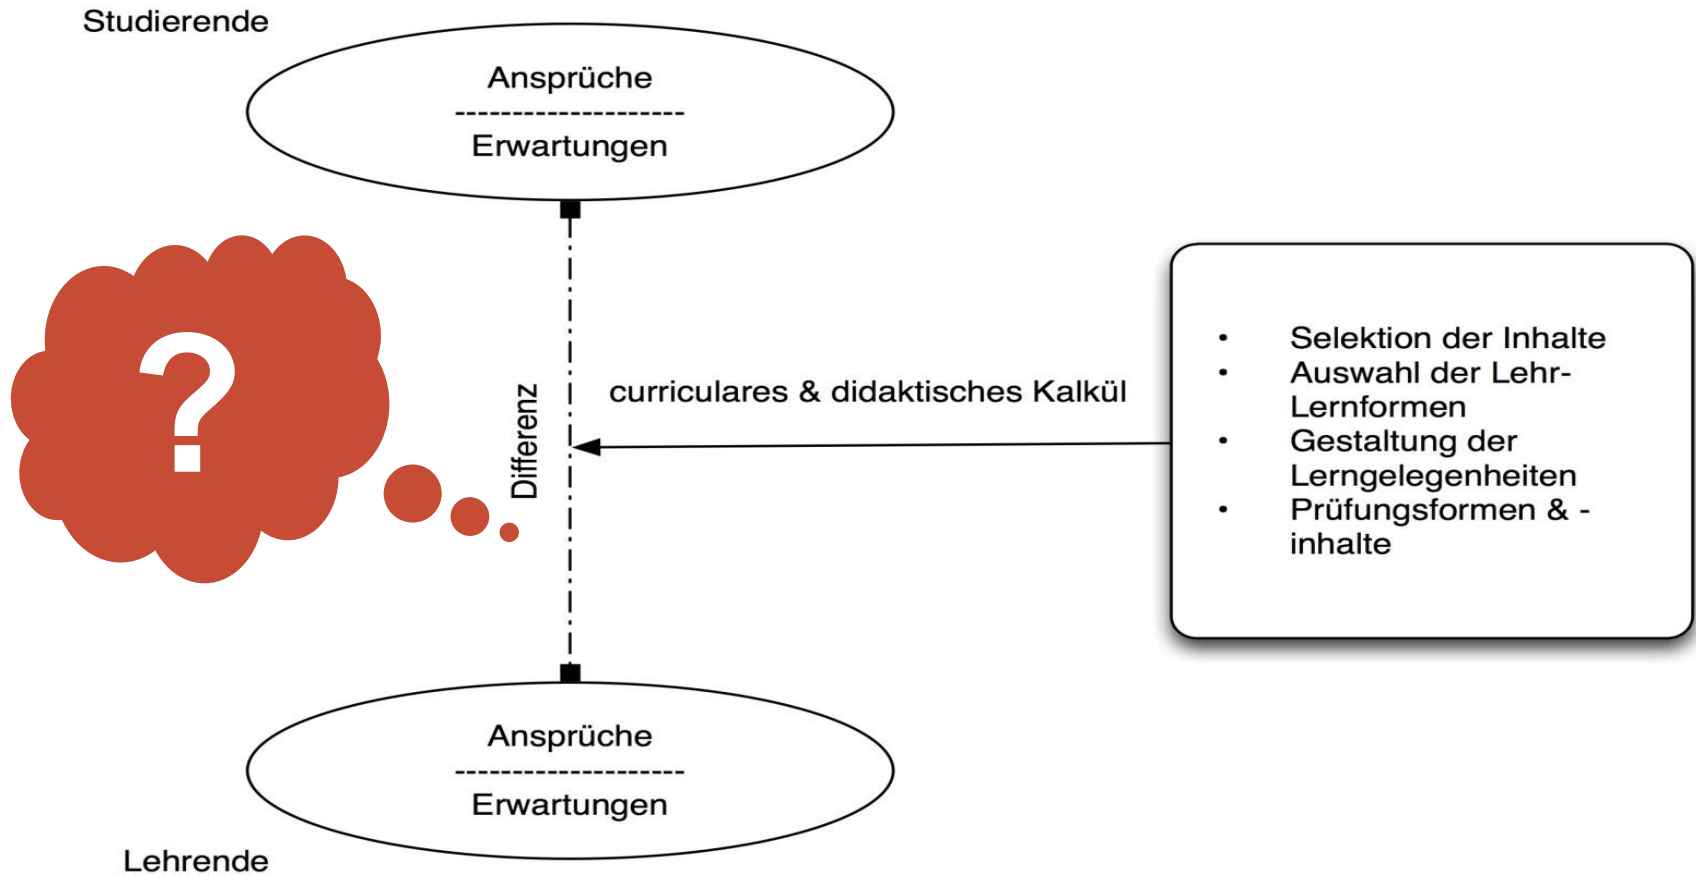 Studierende
Ansprüche
--------------------
Erwartungen
?
Differenz
curriculares & didaktisches Kalkül
• Selektion der Inhalte
• Auswahl der Lehr-
Lernformen
• Gestaltung der
Lerngelegenheiten
• Prüfungsformen & -
inhalte
Ansprüche
--------------------
Erwartungen
Lehrende